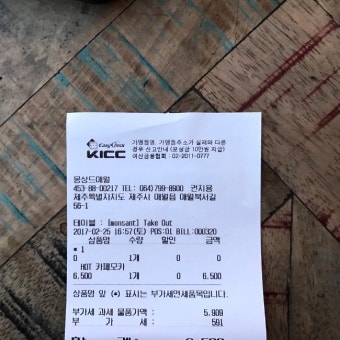 EasyCheck
KICC
가맹점명, 가맹점주소가 실제와 다른
경우 신고안내 (포상금 10만원 지급)
여신금융협회 : 02-2011-0777
몽상드애월
453-88-00217 TEL: 064)799-8900 권지용
제주특별자치도 제주시 애월읍 애월북서길
56-1
테이블 : [monsant] Take Out
2017-02-25 16:57(토) POS:01 BILL:000320
상품명 수량 할인 금액
* 1
0 1개 0 0
HOT 카페모카
6,500 1개 0 6,500
상품명 앞 (*) 표시는 부가세면세품목입니다.
부가세 과세 물품가액 : 5,909
부 가 세 : 591